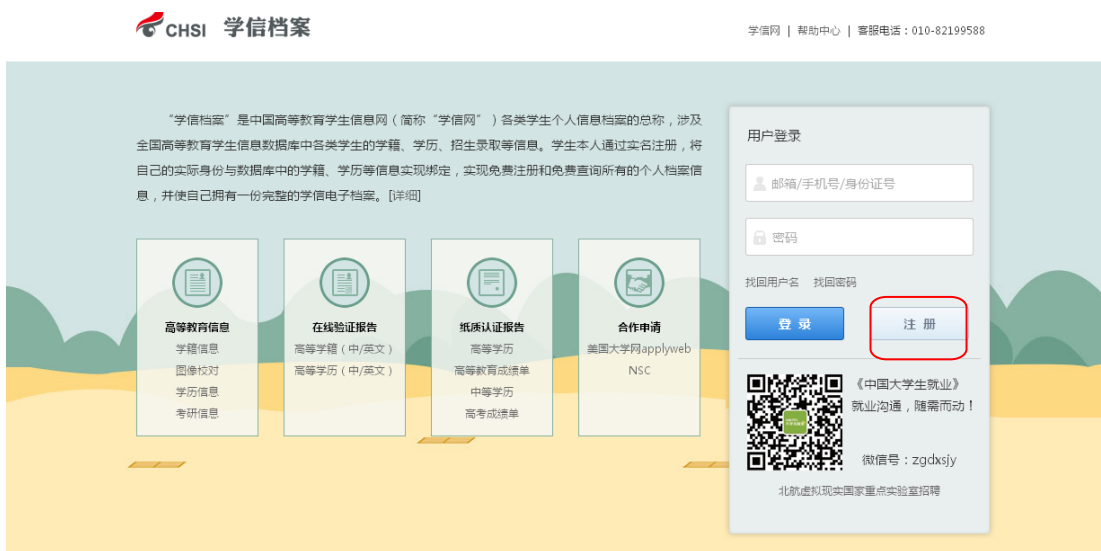 CHSI 学信档案
学信网 | 帮助中心 | 客服电话：010-82199588
“学信档案”是中国高等教育学生信息网（简称“学信网”）各类学生个人信息档案的总称，涉及
全国高等教育学生信息数据库中各类学生的学籍、学历、招生录取等信息。学生本人通过实名注册，将
自己的实际身份与数据库中的学籍、学历等信息实现绑定，实现免费注册和免费查询所有的个人档案信
息，并使自己拥有一份完整的学信电子档案。[详细]
高等教育信息
学籍信息
图像校对
学历信息
考研信息
在线验证报告
高等学籍（中/英文）
高等学历（中/英文）
纸质认证报告
高等学历
高等教育成绩单
中等学历
高考成绩单
合作申请
美国大学网applyweb
NSC
用户登录
邮箱/手机号/身份证号
密码
找回用户名 找回密码
登 录
注 册
《中国大学生就业》
就业沟通，随需而动！
微信号：zgdxsjy
北航虚拟现实国家重点实验室招聘